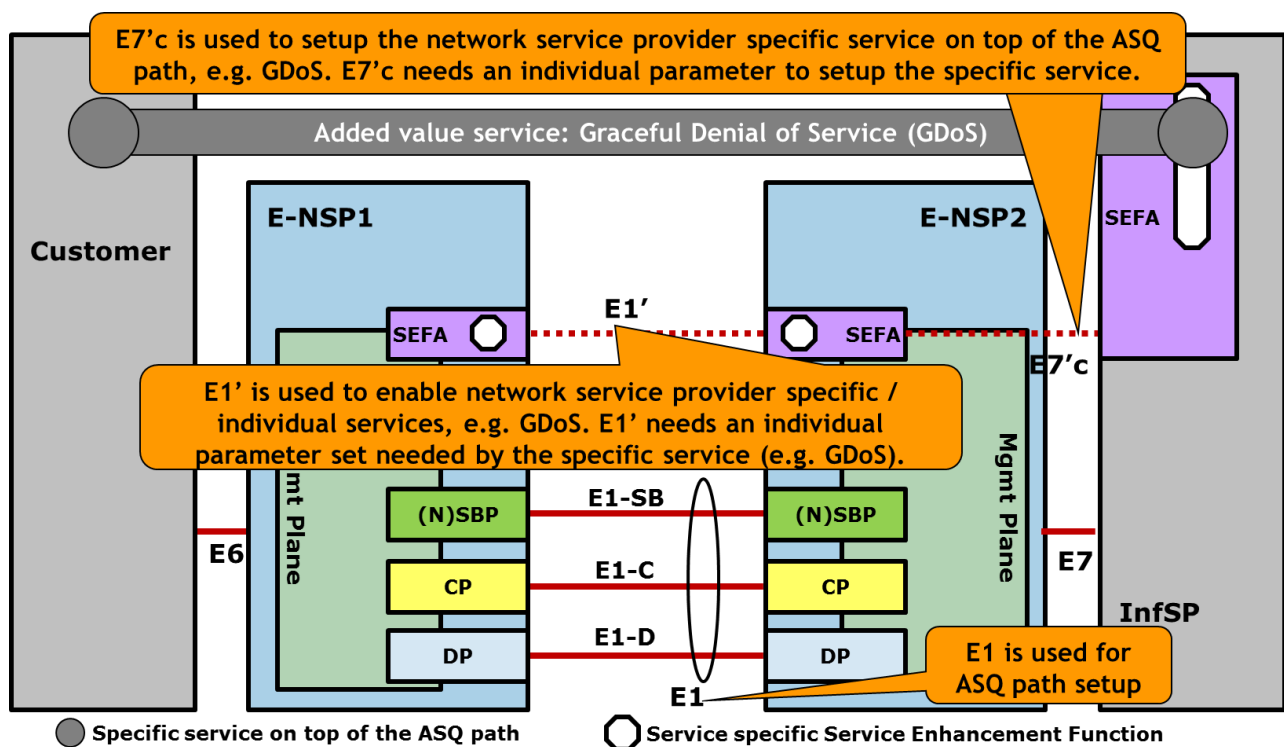 E7’c is used to setup the network service provider specific service on top of the ASQ
path, e.g. GDoS. E7’c needs an individual parameter to setup the specific service.
Added value service: Graceful Denial of Service (GDoS)
E-NSP1
E-NSP2
SEFA
Customer
E1’
SEFA
SEFA
E7’c
E1’ is used to enable network service provider specific /
individual services, e.g. GDoS. E1’ needs an individual
parameter set needed by the specific service (e.g. GDoS).
mt Plane
Mgmt Plane
E1-SB
(N)SBP
(N)SBP
E6
E7
E1-C
CP
CP
InfSP
E1-D
DP
DP
E1 is used for
ASQ path setup
E1
Specific service on top of the ASQ path
Service specific Service Enhancement Function